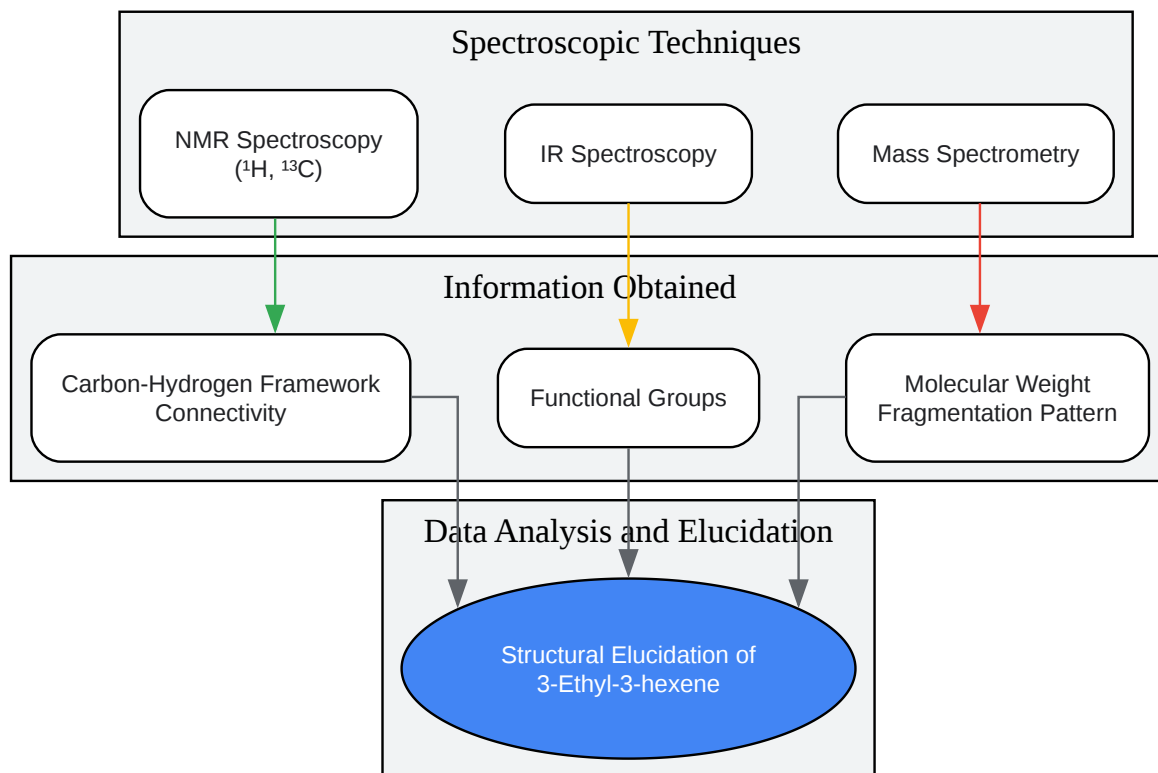 Spectroscopic Techniques
NMR Spectroscopy
(¹H, ¹³C)
IR Spectroscopy
Mass Spectrometry
Information Obtained
Carbon-Hydrogen Framework
Connectivity
Functional Groups
Molecular Weight
Fragmentation Pattern
Data Analysis and Elucidation
Structural Elucidation of
3-Ethyl-3-hexene